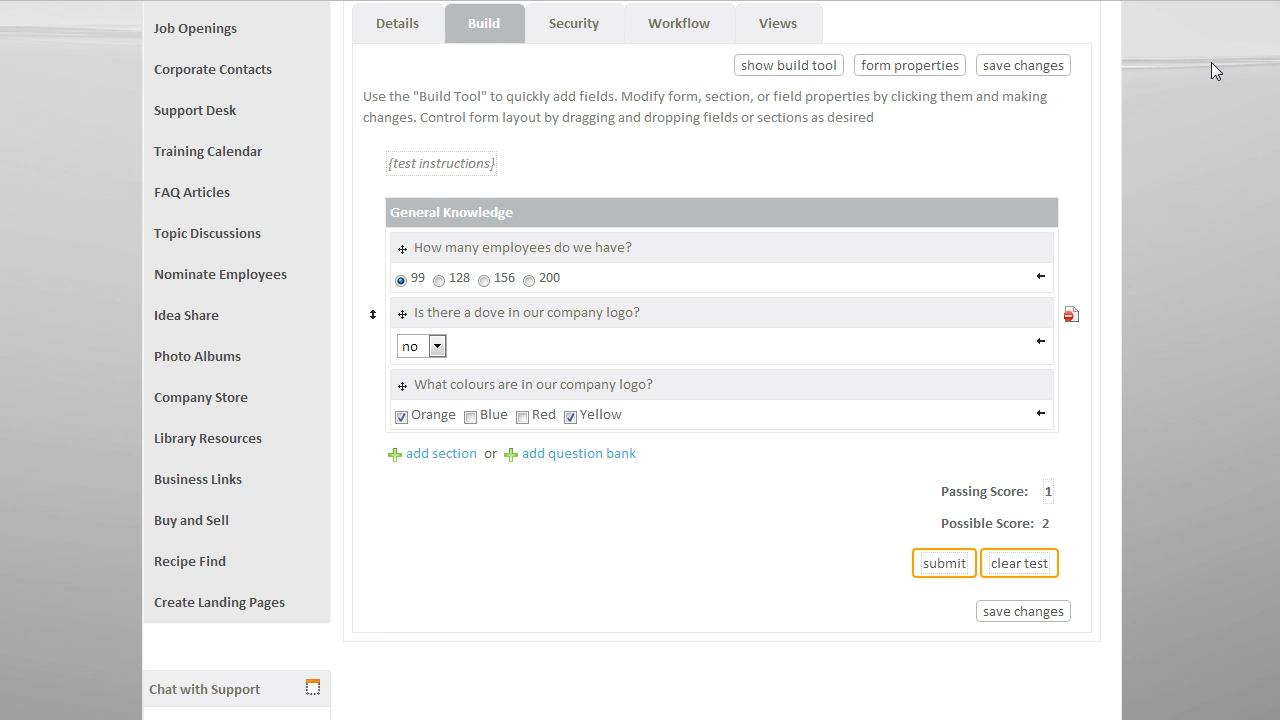 Job Openings
Corporate Contacts
Support Desk
Training Calendar
FAQ Articles
Topic Discussions
Nominate Employees
Idea Share
Photo Albums
Company Store
Library Resources
Business Links
Buy and Sell
Recipe Find
Create Landing Pages
Chat with Support
Details Build Security Workflow Views
show build tool form properties save changes
Use the "Build Tool" to quickly add fields. Modify form, section, or field properties by clicking them and making
changes. Control form layout by dragging and dropping fields or sections as desired
{test instructions}
General Knowledge
How many employees do we have?
99 128 156 200
Is there a dove in our company logo?
no
What colours are in our company logo?
Orange Blue Red Yellow
add section or add question bank
Passing Score: 1
Possible Score: 2
submit clear test
save changes